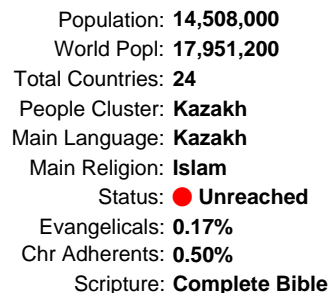 Population: 14,508,000
World Popl: 17,951,200
Total Countries: 24
People Cluster: Kazakh
Main Language: Kazakh
Main Religion: Islam
Status: Unreached
Evangelicals: 0.17%
Chr Adherents: 0.50%
Scripture: Complete Bible